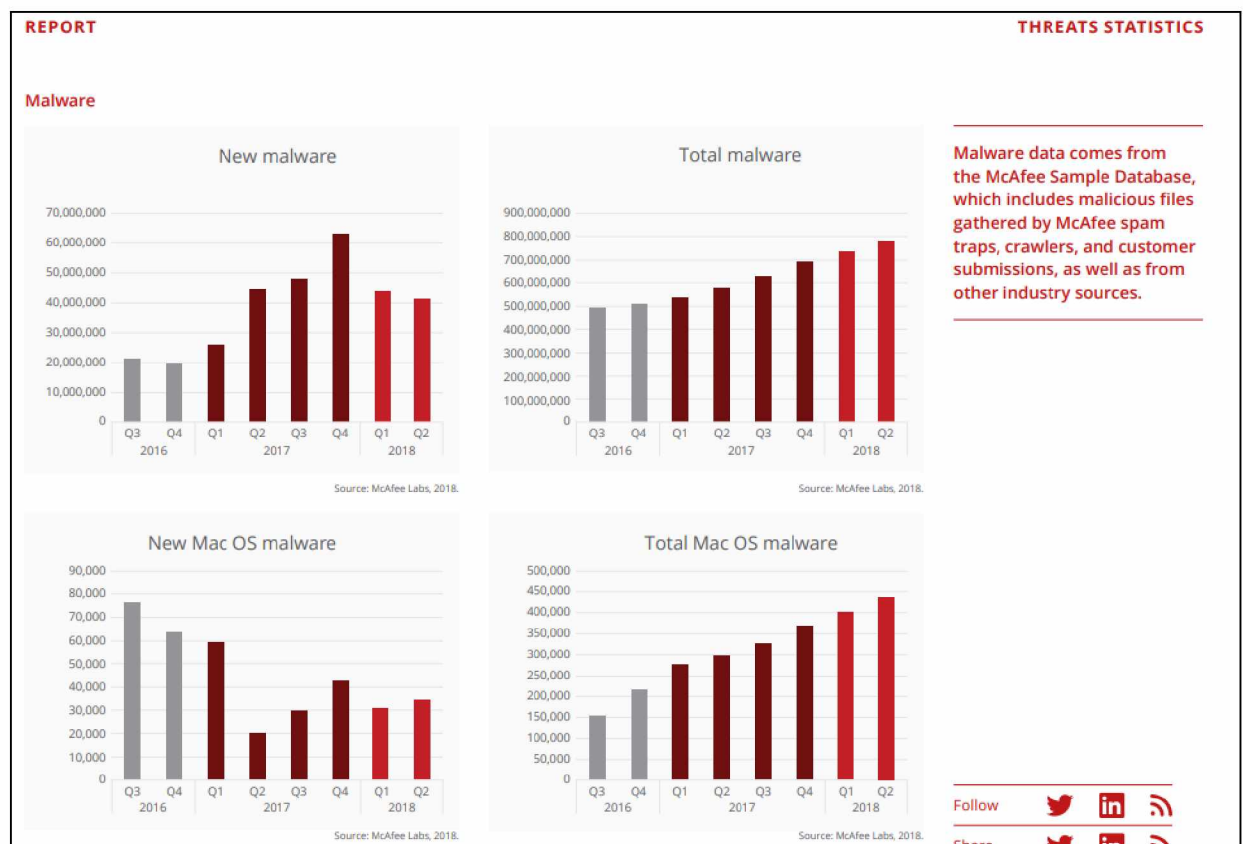 REPORT
THREATS STATISTICS
Malware
New malware
70,000,000
60,000,000
50,000,000
40,000,000
30,000,000
20,000,000
10,000,000
0
Q3 Q4 Q1 Q2 Q3 Q4 Q1 Q2
2016 2017 2018
Source: McAfee Labs, 2018.
Total malware
900,000,000
800,000,000
700,000,000
600,000,000
500,000,000
400,000,000
300,000,000
200,000,000
100,000,000
0
Q3 Q4 Q1 Q2 Q3 Q4 Q1 Q2
2016 2017 2018
Source: McAfee Labs, 2018.
Malware data comes from
the McAfee Sample Database,
which includes malicious files
gathered by McAfee spam
traps, crawlers, and customer
submissions, as well as from
other industry sources.
New Mac OS malware
90,000
80,000
70,000
60,000
50,000
40,000
30,000
20,000
10,000
0
Q3 Q4 Q1 Q2 Q3 Q4 Q1 Q2
2016 2017 2018
Source: McAfee Labs, 2018.
Total Mac OS malware
500,000
450,000
400,000
350,000
300,000
250,000
200,000
150,000
100,000
50,000
0
Q3 Q4 Q1 Q2 Q3 Q4 Q1 Q2
2016 2017 2018
Source: McAfee Labs, 2018.
Follow
Share